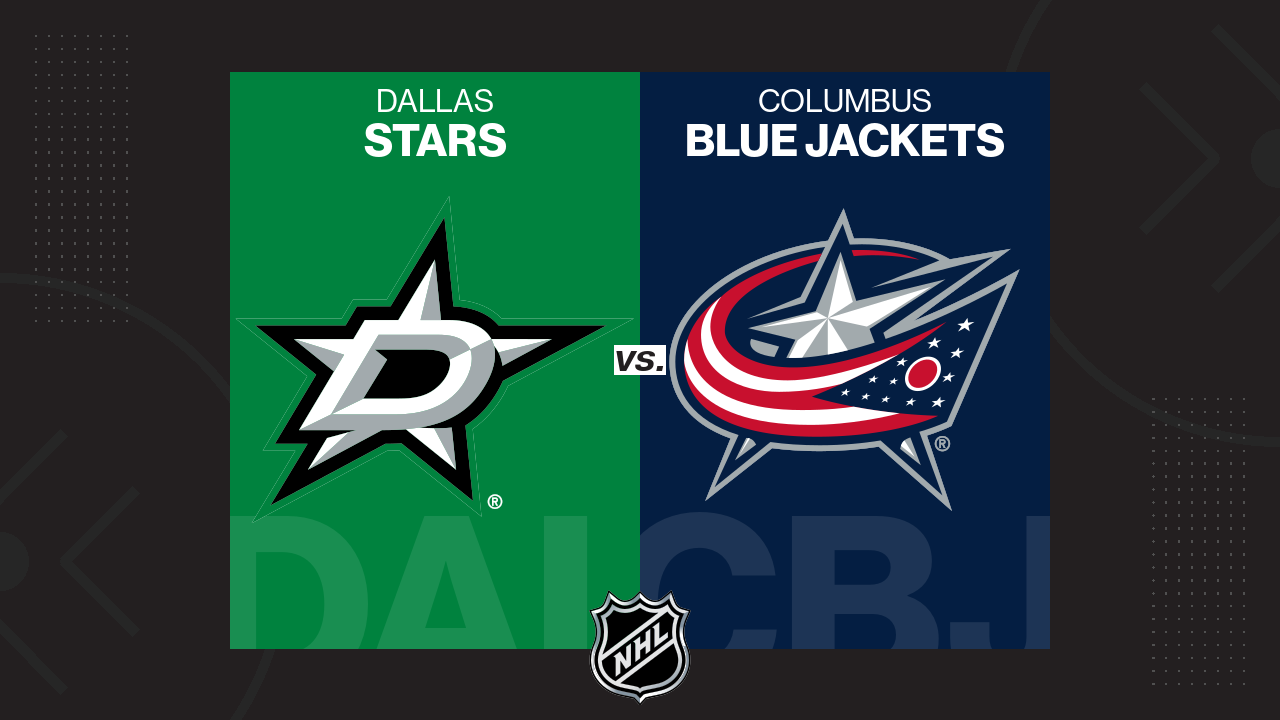 DALLAS
STARS
COLUMBUS
BLUE JACKETS
vs.
D
®
®
DAL
CBJ
NHL